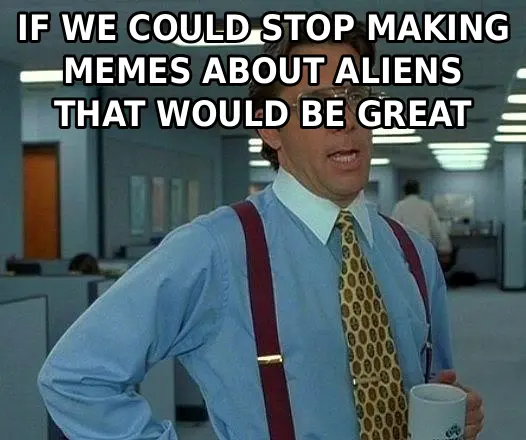 IF WE COULD STOP MAKING
MEMES ABOUT ALIENS
THAT WOULD BE GREAT